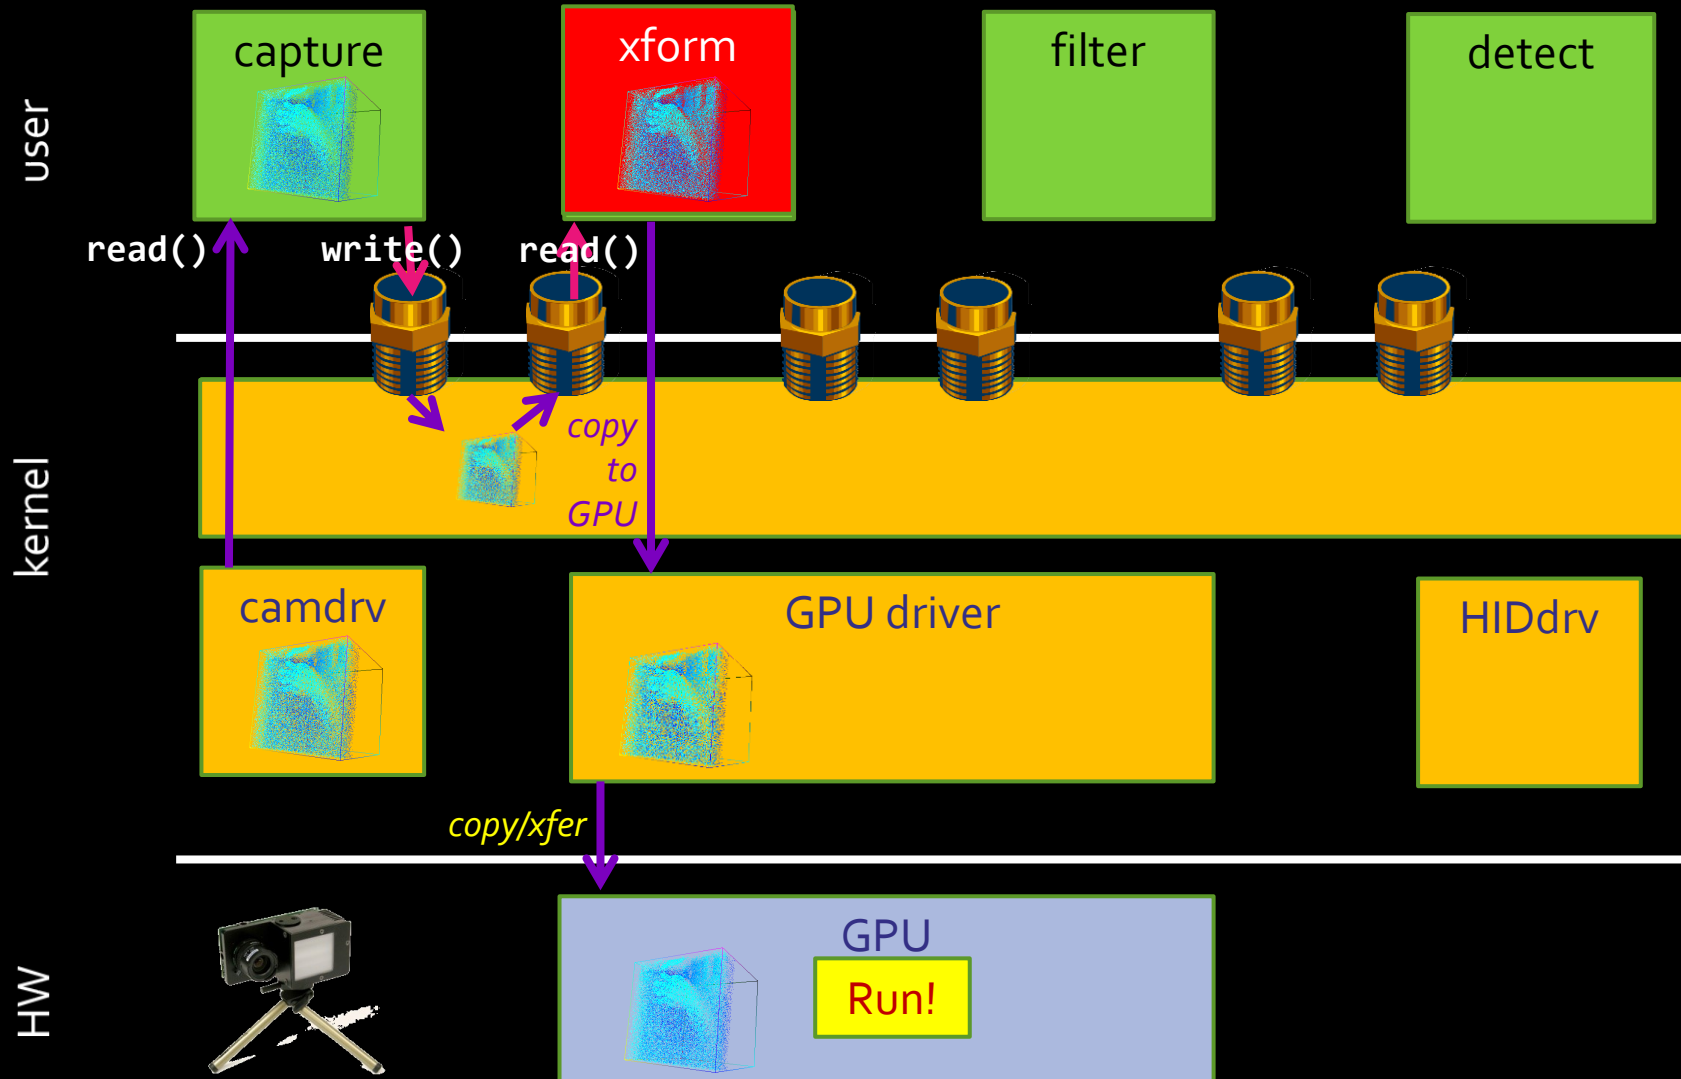 user
capture
xform
filter
detect
read()
write()
read()
kernel
copy
to
GPU
camdrv
GPU driver
HIDdrv
copy/xfer
HW
GPU
Run!